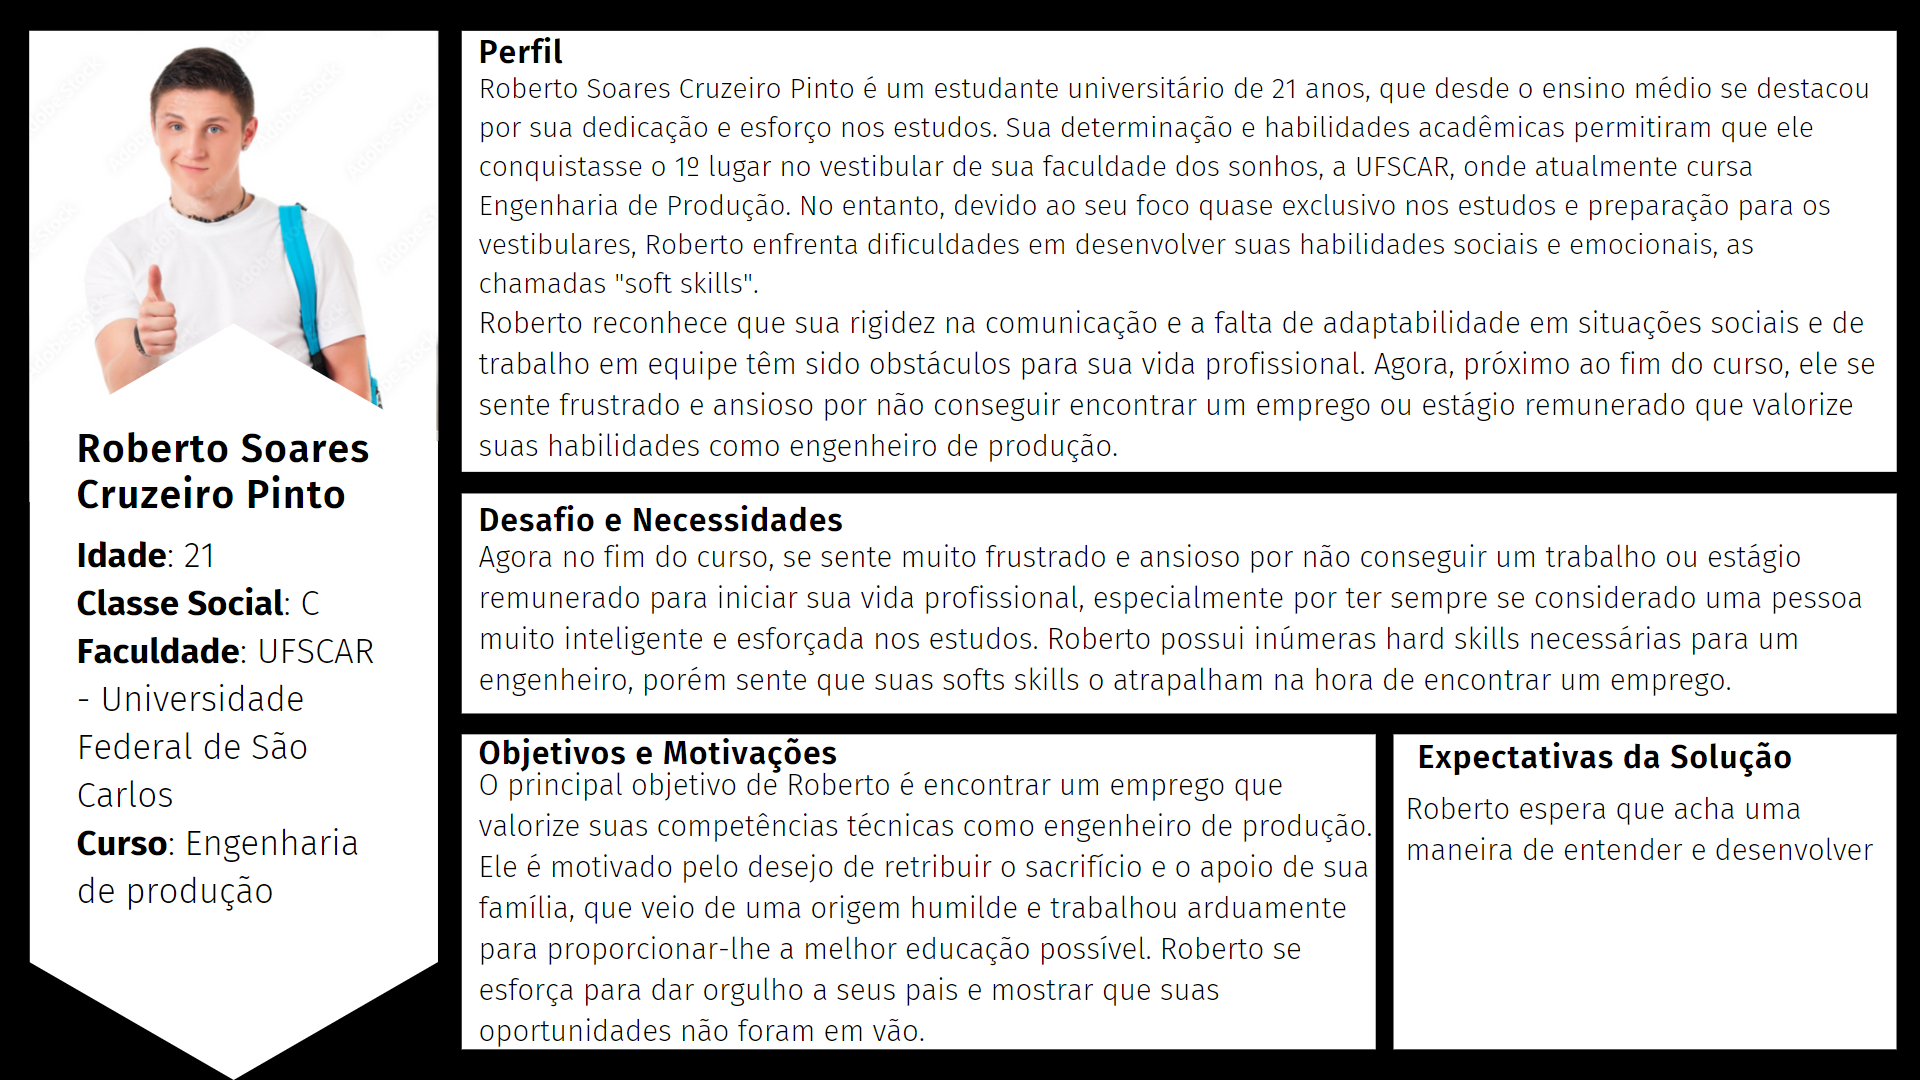 Roberto Soares
Cruzeiro Pinto
Idade: 21
Classe Social: C
Faculdade: UFSCAR
- Universidade
Federal de São
Carlos
Curso: Engenharia
de produção
Perfil
Roberto Soares Cruzeiro Pinto é um estudante universitário de 21 anos, que desde o ensino médio se destacou
por sua dedicação e esforço nos estudos. Sua determinação e habilidades acadêmicas permitiram que ele
conquistasse o 1º lugar no vestibular de sua faculdade dos sonhos, a UFSCAR, onde atualmente cursa
Engenharia de Produção. No entanto, devido ao seu foco quase exclusivo nos estudos e preparação para os
vestibulares, Roberto enfrenta dificuldades em desenvolver suas habilidades sociais e emocionais, as
chamadas "soft skills".
Roberto reconhece que sua rigidez na comunicação e a falta de adaptabilidade em situações sociais e de
trabalho em equipe têm sido obstáculos para sua vida profissional. Agora, próximo ao fim do curso, ele se
sente frustrado e ansioso por não conseguir encontrar um emprego ou estágio remunerado que valorize
suas habilidades como engenheiro de produção.
Desafio e Necessidades
Agora no fim do curso, se sente muito frustrado e ansioso por não conseguir um trabalho ou estágio
remunerado para iniciar sua vida profissional, especialmente por ter sempre se considerado uma pessoa
muito inteligente e esforçada nos estudos. Roberto possui inúmeras hard skills necessárias para um
engenheiro, porém sente que suas softs skills o atrapalham na hora de encontrar um emprego.
Objetivos e Motivações
O principal objetivo de Roberto é encontrar um emprego que
valorize suas competências técnicas como engenheiro de produção.
Ele é motivado pelo desejo de retribuir o sacrifício e o apoio de sua
família, que veio de uma origem humilde e trabalhou arduamente
para proporcionar-lhe a melhor educação possível. Roberto se
esforça para dar orgulho a seus pais e mostrar que suas
oportunidades não foram em vão.
Expectativas da Solução
Roberto espera que acha uma
maneira de entender e desenvolver